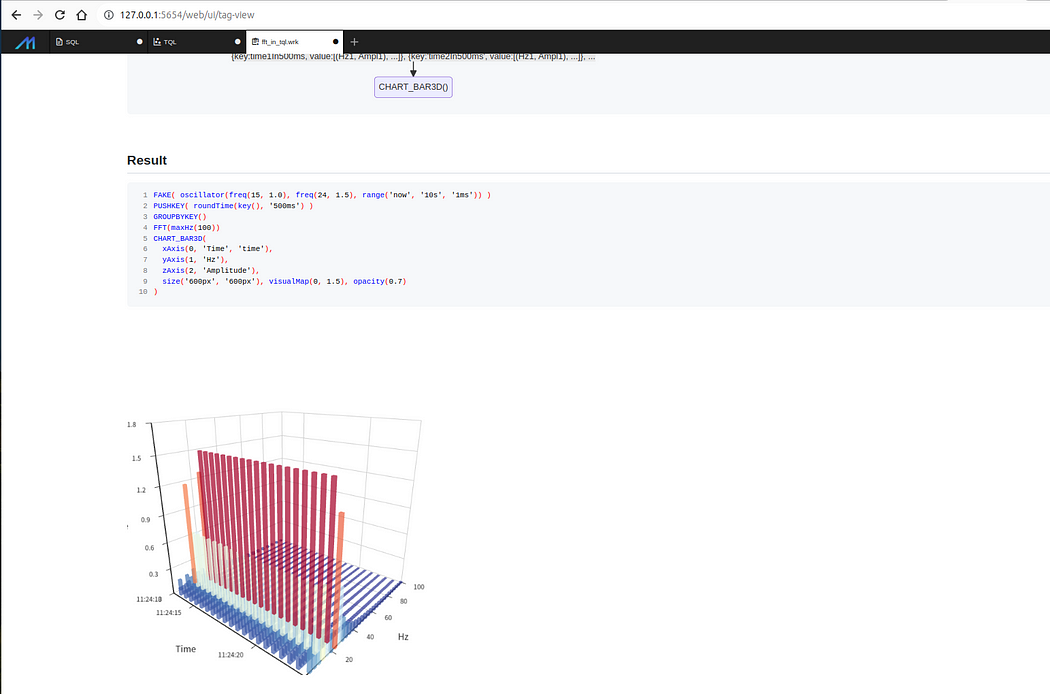 127.0.0.1:5654/web/ui/tag-view
SQL
TQL
fft_in_tql.wrk
{key:time1In500ms, value:[(Hz1, Ampl1), ...]}, {key:'time2in500ms', value:[(Hz1, Ampl1), ...]}, ...
CHART_BAR3D()
Result
1 FAKE( oscillator(freq(15, 1.0), freq(24, 1.5), range('now', '10s', '1ms')) )
2 PUSHKEY( roundTime(key(), '500ms') )
3 GROUPBYKEY()
4 FFT(maxHz(100))
5 CHART_BAR3D(
6 xAxis(0, 'Time', 'time'),
7 yAxis(1, 'Hz'),
8 zAxis(2, 'Amplitude'),
9 size('600px', '600px'), visualMap(0, 1.5), opacity(0.7)
10 )
1.8
1.5
1.2
0.9
0.6
0.3
11:24:15
11:24:20
Time
100
80
60
40
20
Hz